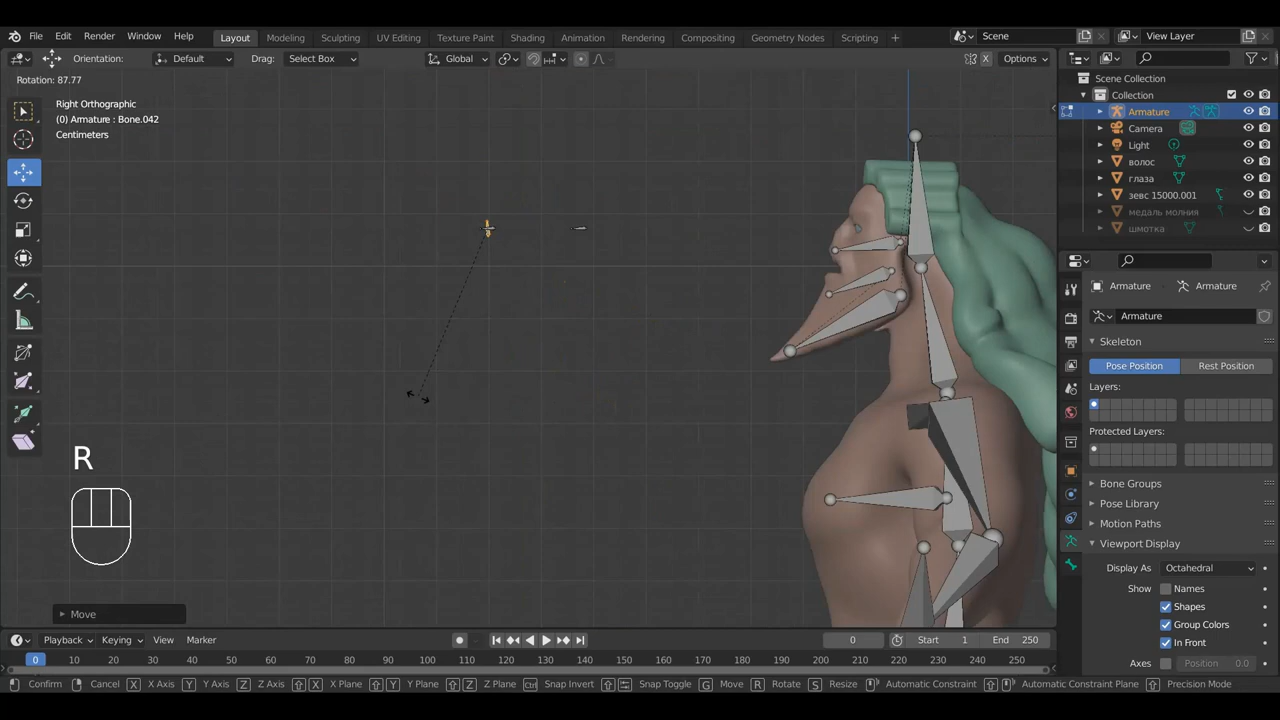 File Edit Render Window Help Layout Modeling Sculpting UV Editing Texture Paint Shading Animation Rendering Compositing Geometry Nodes Scripting + Scene View Layer
Orientation: Default Drag: Select Box Global X Options
Rotation: 87.77
Right Orthographic
(0) Armature : Bone.042
Centimeters
Scene Collection
Collection
Armature
Camera
Light
волос
глаза
зевс 15000.001
медаль молния
шмотка
Armature Armature
Armature
Skeleton
Pose Position Rest Position
Layers:
Protected Layers:
Bone Groups
Pose Library
Motion Paths
Viewport Display
Display As Octahedral
Show Names
Shapes
Group Colors
In Front
Axes Position 0.0
R
Move
Playback Keying View Marker 0 Start 1 End 250
0 10 20 30 40 50 60 70 80 90 100 110 120 130 140 150 160 170 180 190 200 210 220 230 240 250
Confirm Cancel X X Axis Y Y Axis Z Z Axis X X Plane Y Y Plane Z Z Plane Ctrl Snap Invert Snap Toggle G Move R Rotate S Resize Automatic Constraint Automatic Constraint Plane Precision Mode